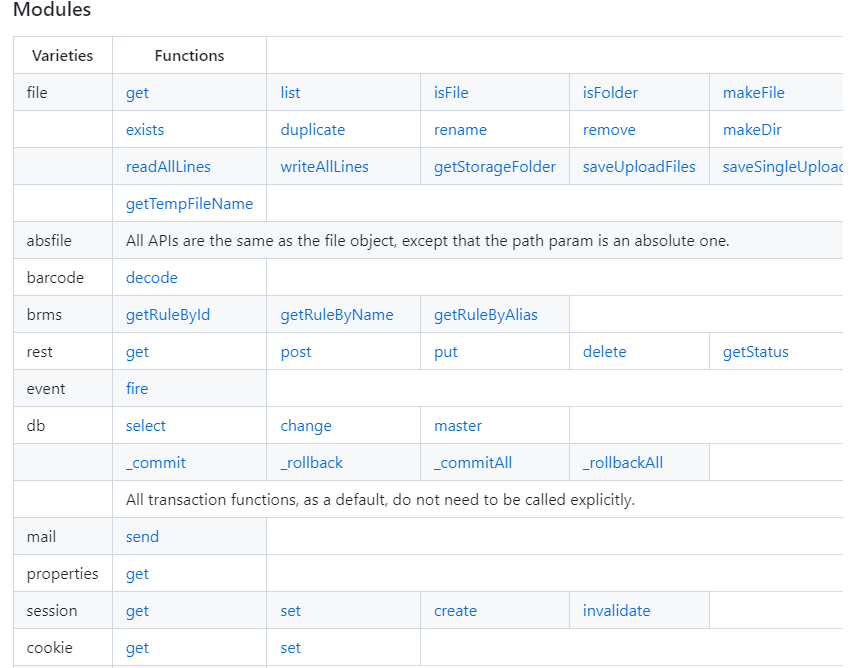 Modules
Varieties Functions
file get list isFile isFolder makeFile
exists duplicate rename remove makeDir
readAllLines writeAllLines getStorageFolder saveUploadFiles
getTempFileName
absfile All APIs are the same as the file object, except that the path param is an absolute one.
barcode decode
brms getRuleById getRuleByName getRuleByAlias
rest get post put delete getStatus
event fire
db select change master
_commit _rollback _commitAll _rollbackAll
All transaction functions, as a default, do not need to be called explicitly.
mail send
properties get
session get set create invalidate
cookie get set